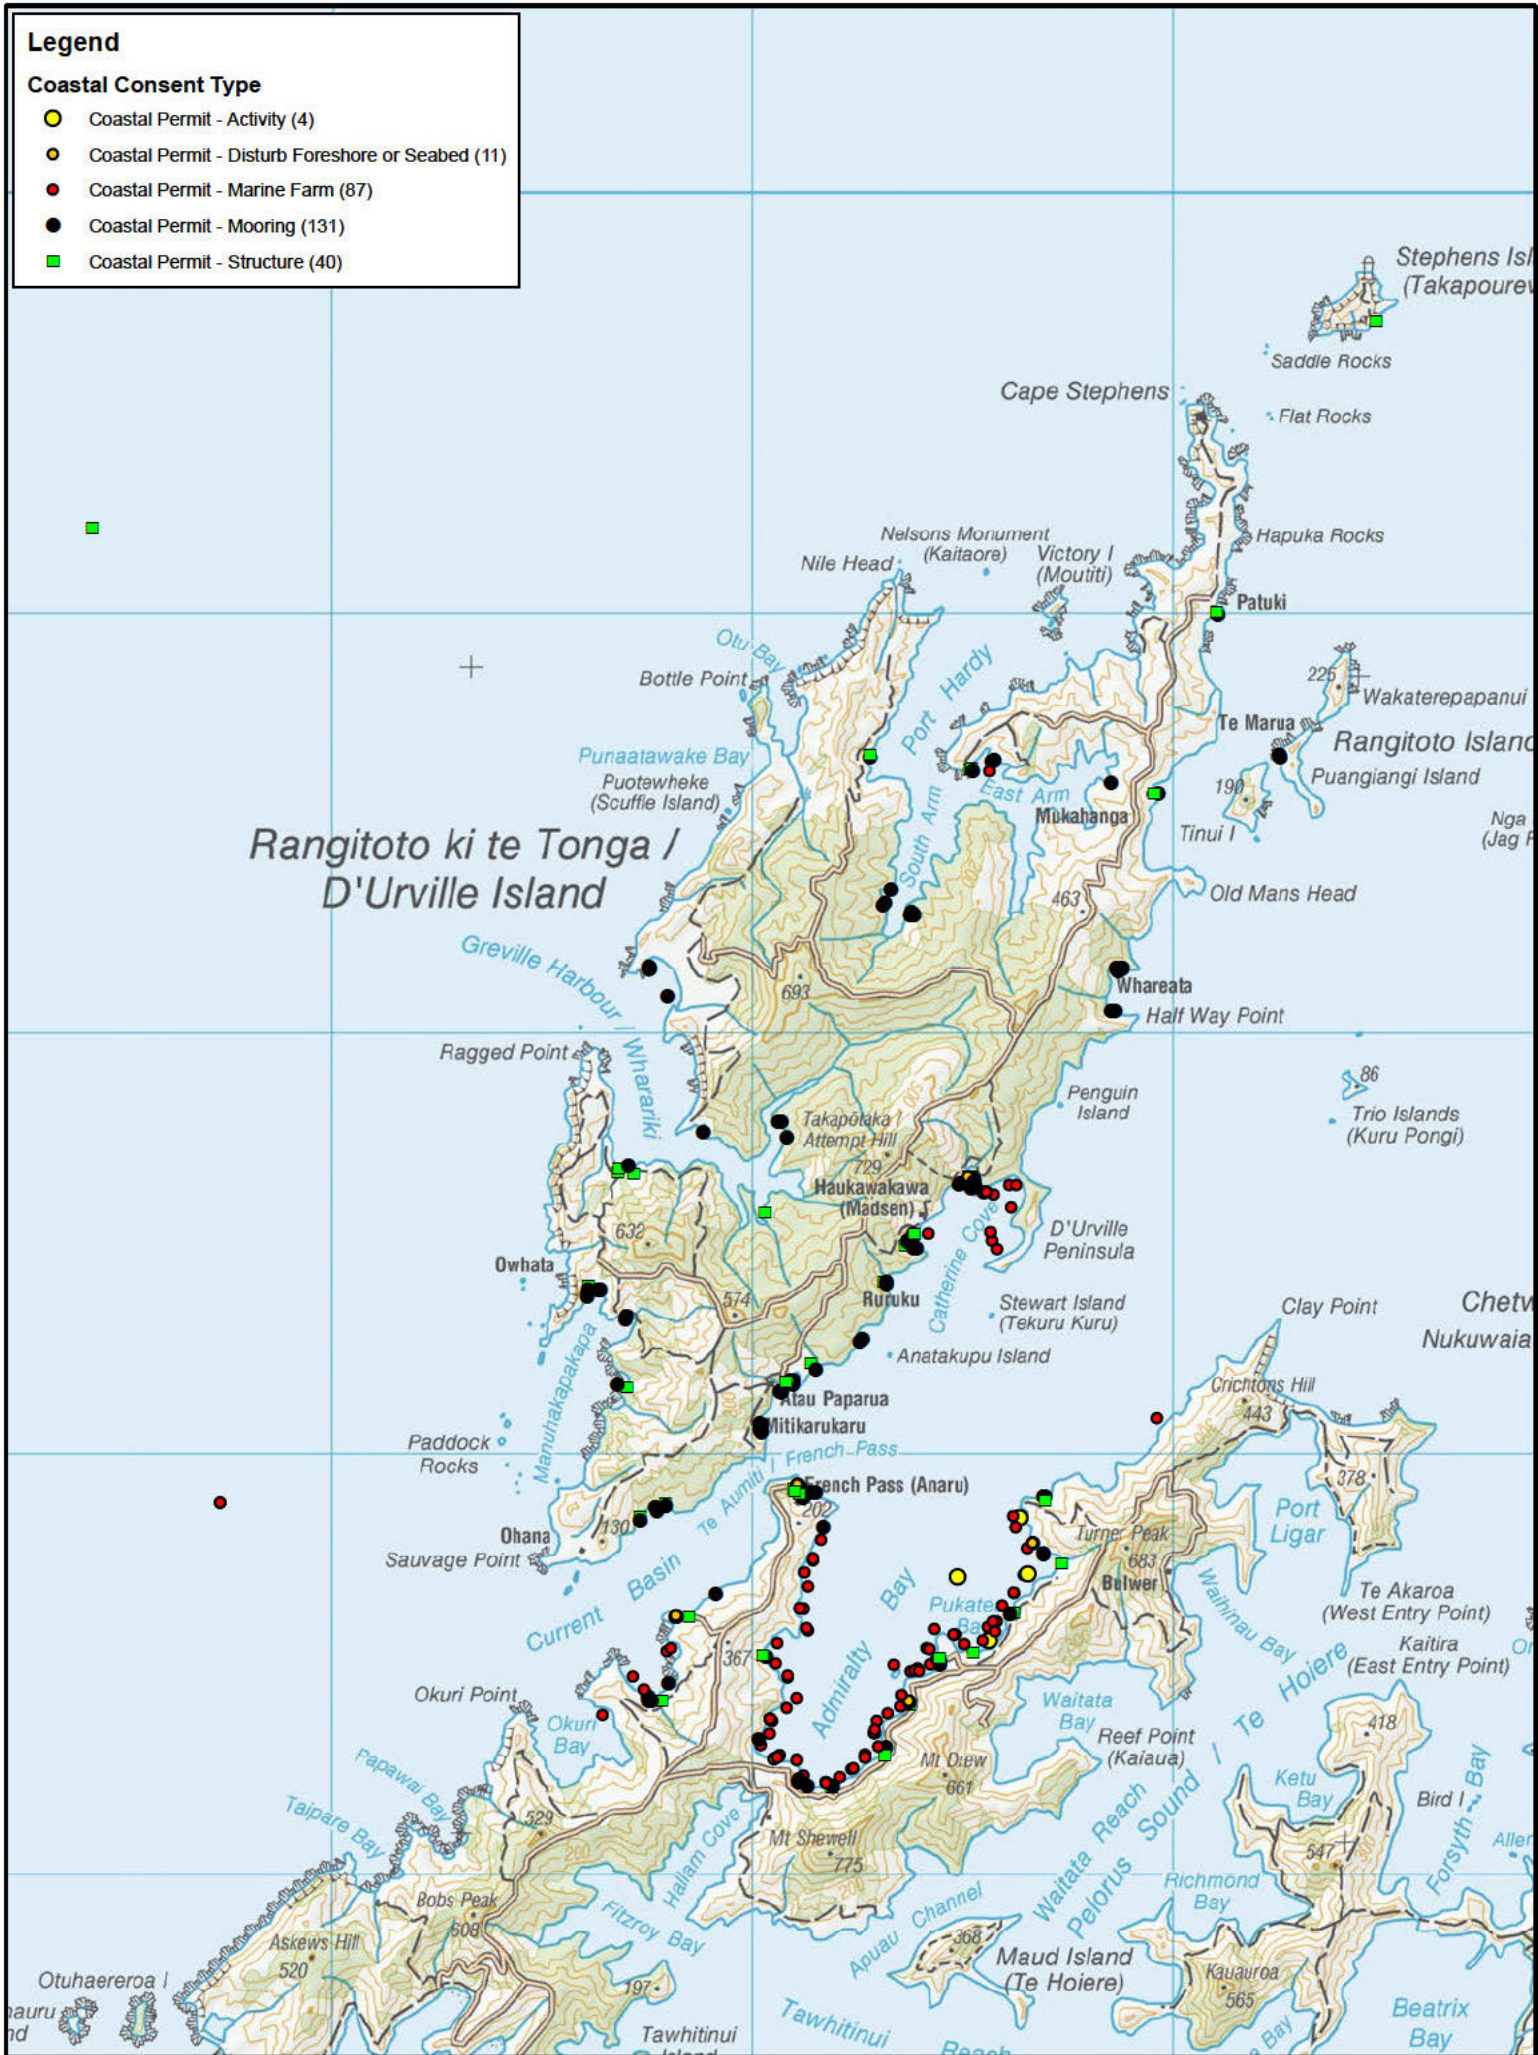 Legend
Coastal Consent Type
Coastal Permit - Activity (4)
Coastal Permit - Disturb Foreshore or Seabed (11)
Coastal Permit - Marine Farm (87)
Coastal Permit - Mooring (131)
Coastal Permit - Structure (40)
Stephens Isl
(Takapourew
Saddle Rocks
Cape Stephens
Flat Rocks
Hapuka Rocks
Nelsons Monument
(Kaitaore)
Victory I
(Moutiti)
Nile Head
Patuki
Otu Bay
Port Hardy
Bottle Point
225
Wakaterepapanui
Te Marua
Rangitoto Island
Punaatawake Bay
Puangiangi Island
Puotewheke
(Scuffle Island)
190
East Arm
Mukahanga
Tinui I
Nga
(Jag R
Rangitoto ki te Tonga /
D'Urville Island
South Arm
Old Mans Head
463
Greville Harbour / Wharariki
693
Whareata
Half Way Point
Ragged Point
86
Penguin
Island
Trio Islands
(Kuru Pongi)
500
Takapōtaka /
Attempt Hill
729
Haukawakawa
(Madsen)
632
Catherine Cove
D'Urville
Peninsula
Owhata
574
Ruruku
Stewart Island
(Tekuru Kuru)
Clay Point
Chetw
Nukuwaia
Anatakupu Island
Manuhakapakapa
Crichtons Hill
443
Atau Paparua
Mitikarukaru
Paddock
Rocks
Te Aumiti / French Pass
French Pass (Anaru)
202
378
Port
Ligar
Ohana
130
Sauvage Point
Turner Peak
683
Bulwer
Current Basin
Admiralty Bay
Te Akaroa
(West Entry Point)
Waihinau Bay
Kaitira
(East Entry Point)
367
Okuri Point
Okuri
Bay
Waitata
Bay
Reef Point
(Kaiaua)
418
Papawai Bay
Mt Drew
661
Ketu
Bay
Bird I
Taipare Bay
529
200
Hallam Cove
Mt Shewell
775
Waitata Reach
Pelorus Sound / Te Hoiere
547
Forsyth Bay
Aller
Richmond
Bay
Bobs Peak
608
Fitzroy Bay
Apuau Channel
368
Maud Island
(Te Hoiere)
Askews Hill
520
Kauauroa
565
Otuhaereroa I
197
nauru
nd
Tawhitinui
Tawhitinui Reach
Beatrix
Bay